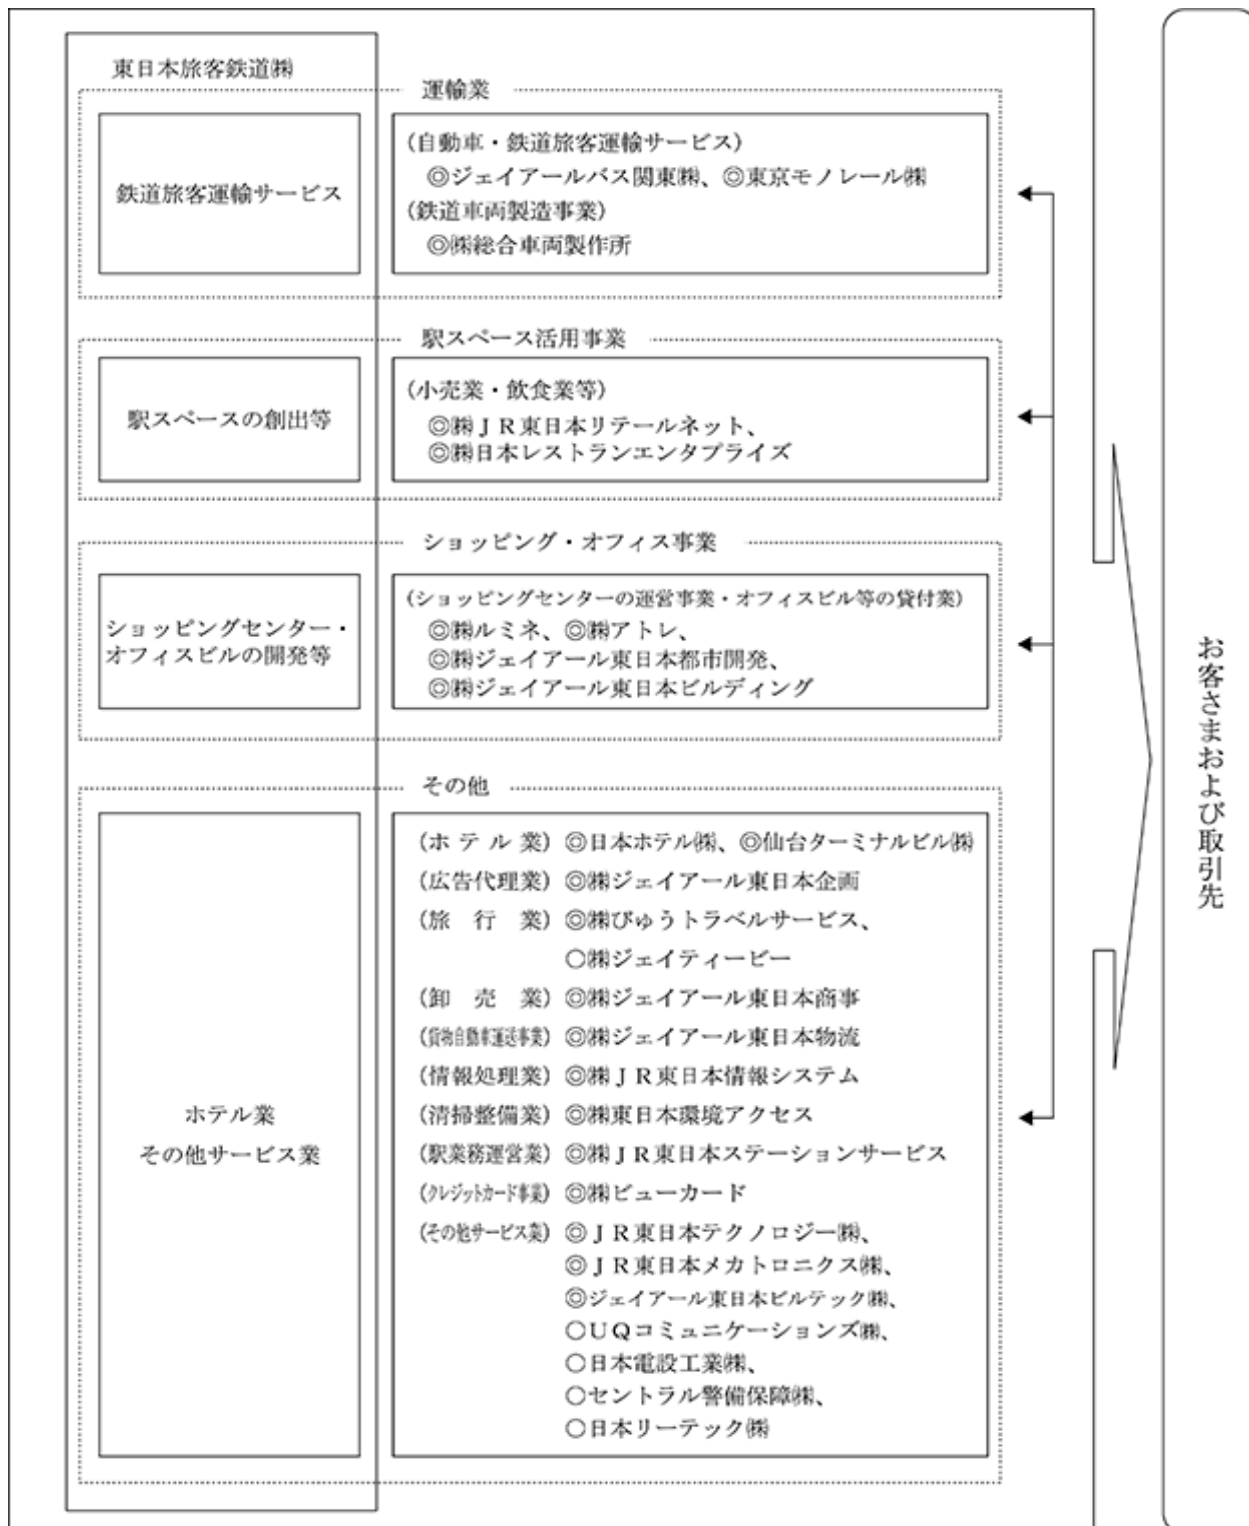 東日本旅客鉄道㈱
運輸業
鉄道旅客運輸サービス
(自動車・鉄道旅客運輸サービス)
◎ジェイアールバス関東㈱、◎東京モノレール㈱
(鉄道車両製造事業)
◎㈱総合車両製作所
駅スペース活用事業
駅スペースの創出等
(小売業・飲食業等)
◎㈱ＪＲ東日本リテールネット、
◎㈱日本レストランエンタプライズ
ショッピング・オフィス事業
ショッピングセンター・
オフィスビルの開発等
(ショッピングセンターの運営事業・オフィスビル等の貸付業)
◎㈱ルミネ、◎㈱アトレ、
◎㈱ジェイアール東日本都市開発、
◎㈱ジェイアール東日本ビルディング
その他
ホテル業
その他サービス業
(ホテル業) ◎日本ホテル㈱、◎仙台ターミナルビル㈱
(広告代理業) ◎㈱ジェイアール東日本企画
(旅行業) ◎㈱びゅうトラベルサービス、
○㈱ジェイティービー
(卸売業) ◎㈱ジェイアール東日本商事
(貨物自動車運送事業) ◎㈱ジェイアール東日本物流
(情報処理業) ◎㈱ＪＲ東日本情報システム
(清掃整備業) ◎㈱東日本環境アクセス
(駅業務運営業) ◎㈱ＪＲ東日本ステーションサービス
(クレジットカード事業) ◎㈱ビューカード
(その他サービス業) ◎ＪＲ東日本テクノロジー㈱、
◎ＪＲ東日本メカトロニクス㈱、
◎ジェイアール東日本ビルテック㈱、
○ＵＱコミュニケーションズ㈱、
○日本電設工業㈱、
○セントラル警備保障㈱、
○日本リーテック㈱
お客さまおよび取引先